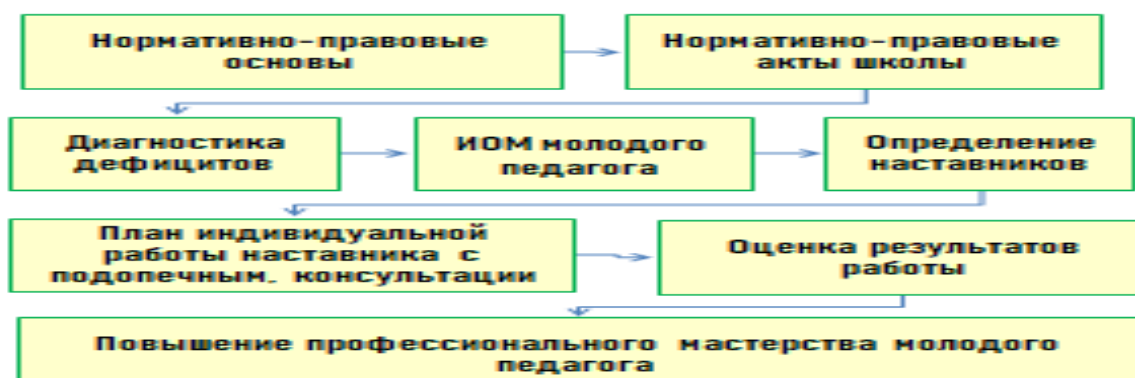 Нормативно-правовые
основы
Нормативно-правовые
акты школы
Диагностика
дефицитов
ИОМ молодого
педагога
Определение
наставников
План индивидуальной
работы наставника с
подопечным, консультации
Оценка результатов
работы
Повышение профессионального мастерства молодого
педагога